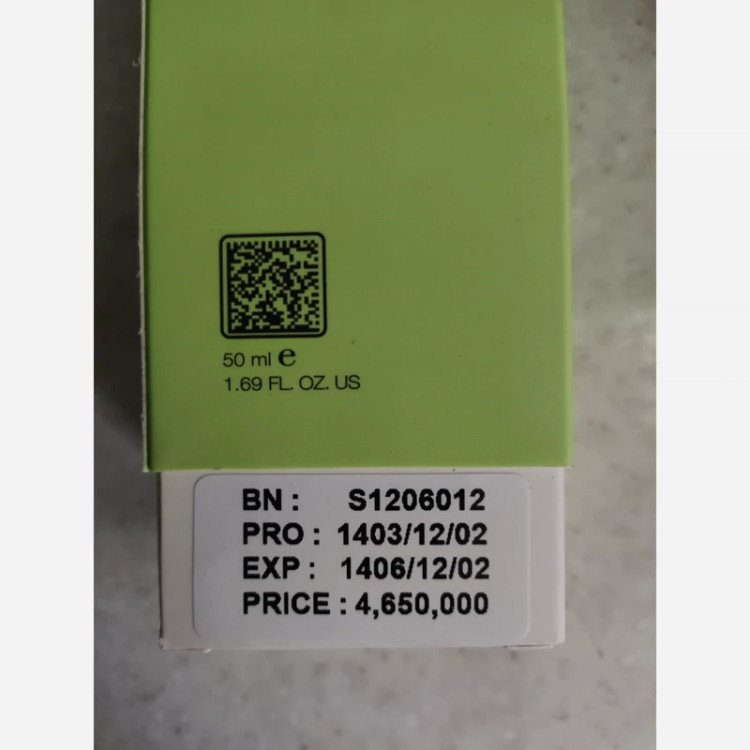 50 ml ℮
1.69 FL. OZ. US
BN : S1206012
PRO : 1403/12/02
EXP : 1406/12/02
PRICE : 4,650,000